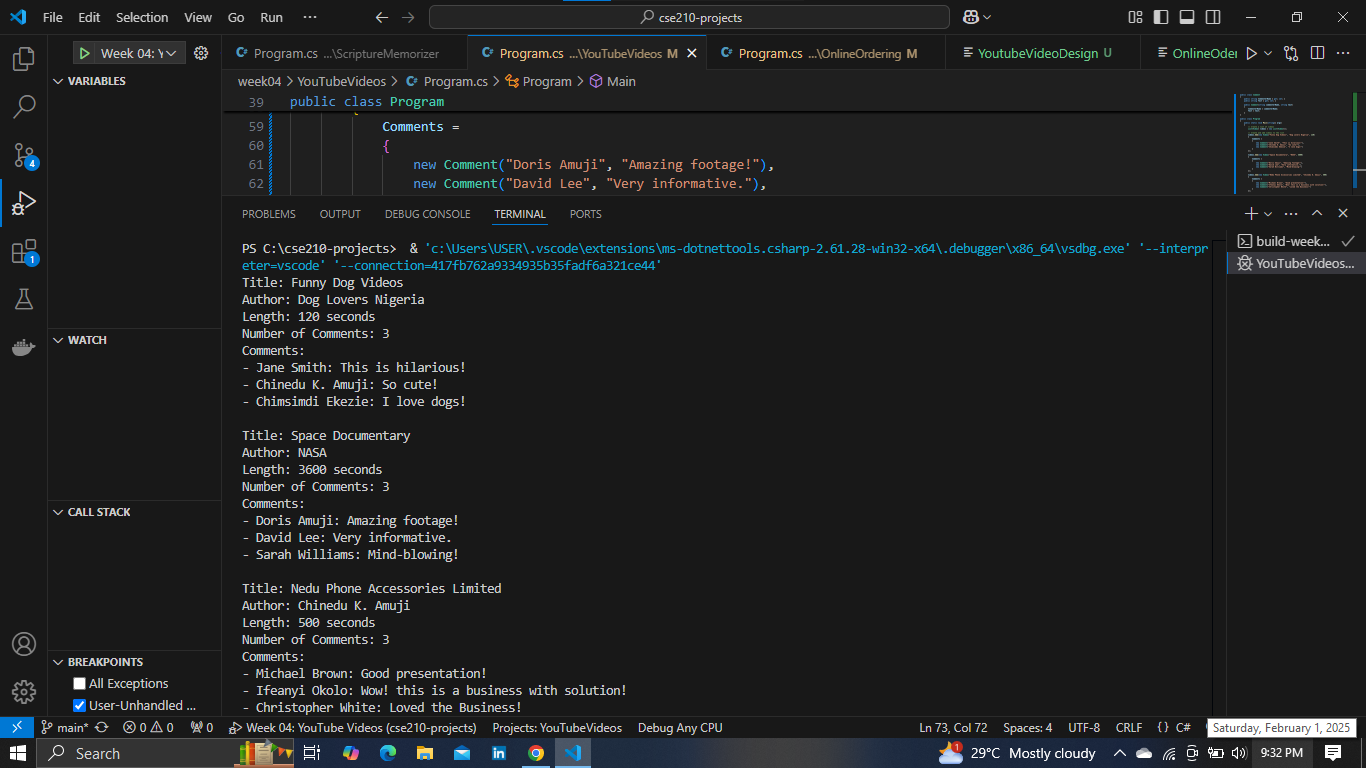 File Edit Selection View Go Run ··· cse210-projects
Week 04: Y
Program.cs ...\ScriptureMemorizer Program.cs ...\YouTubeVideos M Program.cs ...\OnlineOrdering M YoutubeVideoDesign U OnlineOrder
VARIABLES
week04 > YouTubeVideos > Program.cs > Program > Main
39 public class Program
59 Comments =
60 {
61 new Comment("Doris Amuji", "Amazing footage!"),
62 new Comment("David Lee", "Very informative."),
PROBLEMS OUTPUT DEBUG CONSOLE TERMINAL PORTS
PS C:\cse210-projects> & 'c:\Users\USER\.vscode\extensions\ms-dotnettools.csharp-2.61.28-win32-x64\.debugger\x86_64\vsdbg.exe' '--interpr
eter=vscode' '--connection=417fb762a9334935b35fadf6a321ce44'
build-week...
YouTubeVideos...
Title: Funny Dog Videos
Author: Dog Lovers Nigeria
Length: 120 seconds
Number of Comments: 3
Comments:
- Jane Smith: This is hilarious!
- Chinedu K. Amuji: So cute!
- Chimsimdi Ekezie: I love dogs!
Title: Space Documentary
Author: NASA
Length: 3600 seconds
Number of Comments: 3
Comments:
- Doris Amuji: Amazing footage!
- David Lee: Very informative.
- Sarah Williams: Mind-blowing!
Title: Nedu Phone Accessories Limited
Author: Chinedu K. Amuji
Length: 500 seconds
Number of Comments: 3
Comments:
- Michael Brown: Good presentation!
- Ifeanyi Okolo: Wow! this is a business with solution!
- Christopher White: Loved the Business!
WATCH
CALL STACK
BREAKPOINTS
All Exceptions
User-Unhandled ...
4
1
main* 0 0 0 Week 04: YouTube Videos (cse210-projects) Projects: YouTubeVideos Debug Any CPU Ln 73, Col 72 Spaces: 4 UTF-8 CRLF {} C# Saturday, February 1, 2025
Search 1 29°C Mostly cloudy 9:32 PM